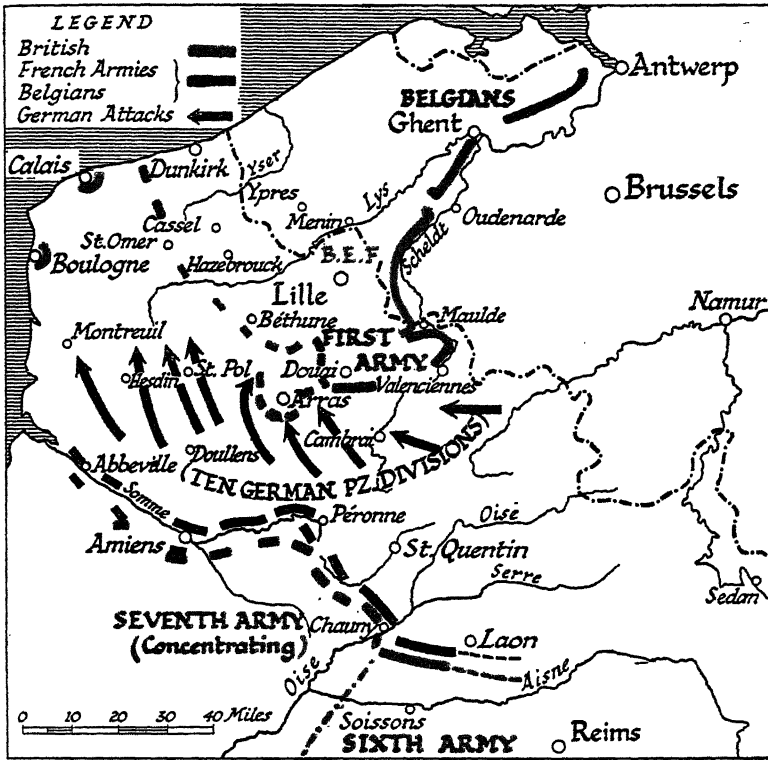 LEGEND
British
French Armies
Belgians
German Attacks
Antwerp
BELGIANS
Ghent
Calais
Dunkirk
Yser
Ypres
Lys
Brussels
Cassel
Menin
Oudenarde
St.Omer
Scheldt
Boulogne
Hazebrouck
B.E.F.
Lille
Namur
Montreuil
Béthune
Maulde
FIRST
ARMY
Hesdin
St.Pol
Douai
Valenciennes
Arras
Cambrai
Abbeville
Doullens
(TEN GERMAN PZ. DIVISIONS)
Somme
Péronne
Oise
Amiens
St. Quentin
Serre
Sedan
SEVENTH ARMY
(Concentrating)
Chauny
Laon
Oise
Aisne
0 10 20 30 40 Miles
Soissons
SIXTH ARMY
Reims